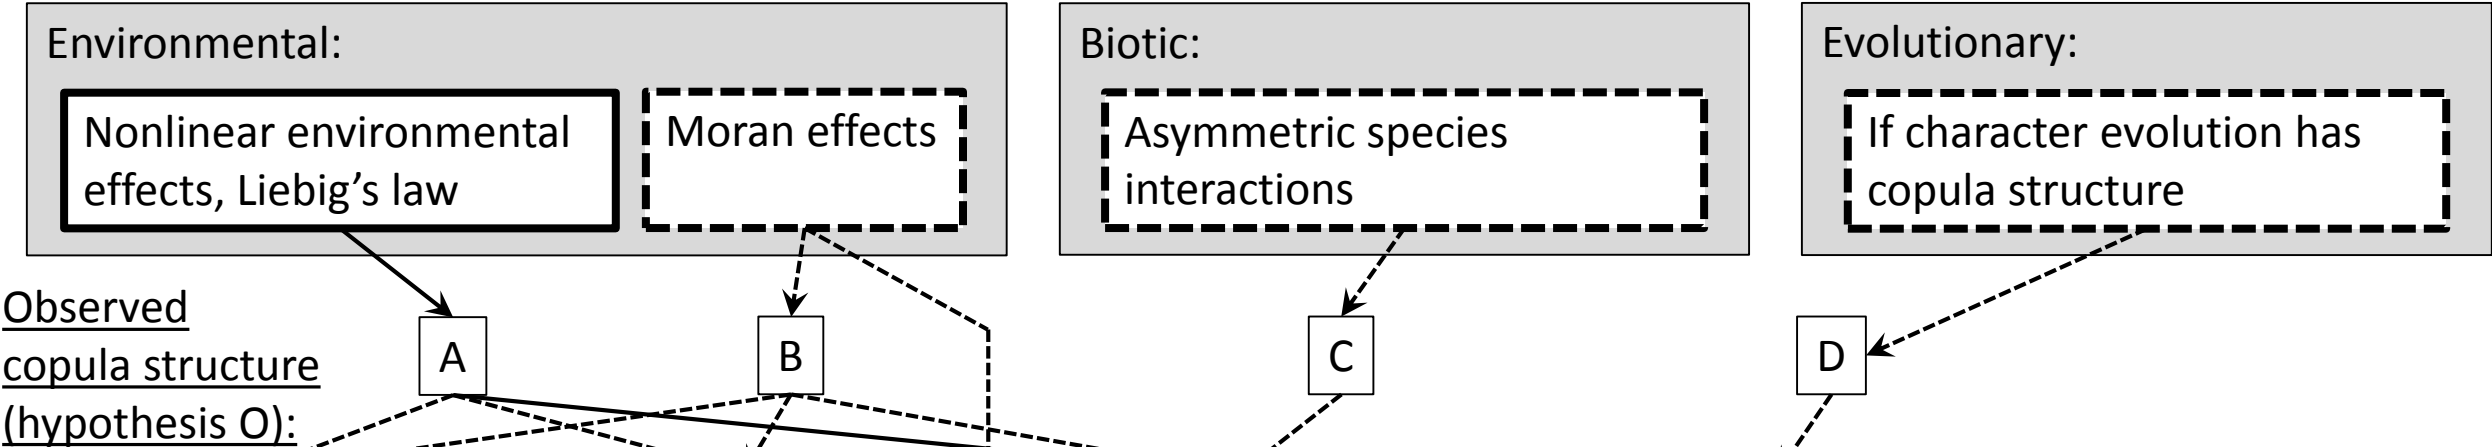 Environmental:
Nonlinear environmental
effects, Liebig’s law
Moran effects
Biotic:
Asymmetric species
interactions
Evolutionary:
If character evolution has
copula structure
Observed
copula structure
(hypothesis O):
A
B
C
D